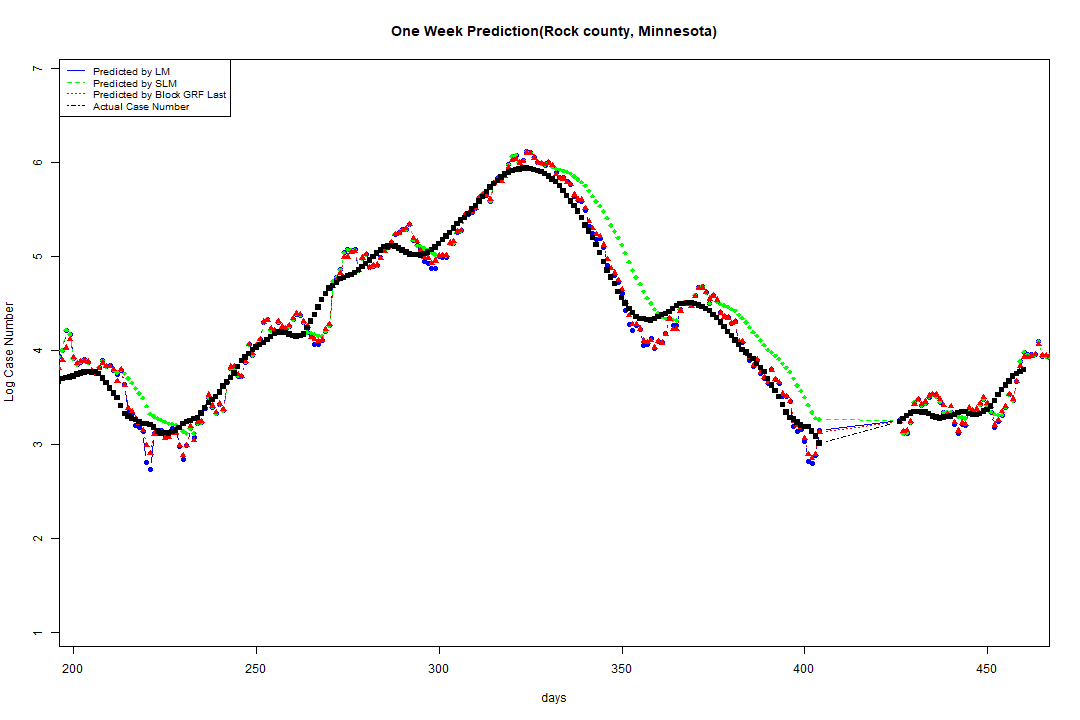 One Week Prediction(Rock county, Minnesota)
Predicted by LM
Predicted by SLM
Predicted by Block GRF Last
Actual Case Number
7
6
5
4
3
2
1
Log Case Number
200 250 300 350 400 450
days